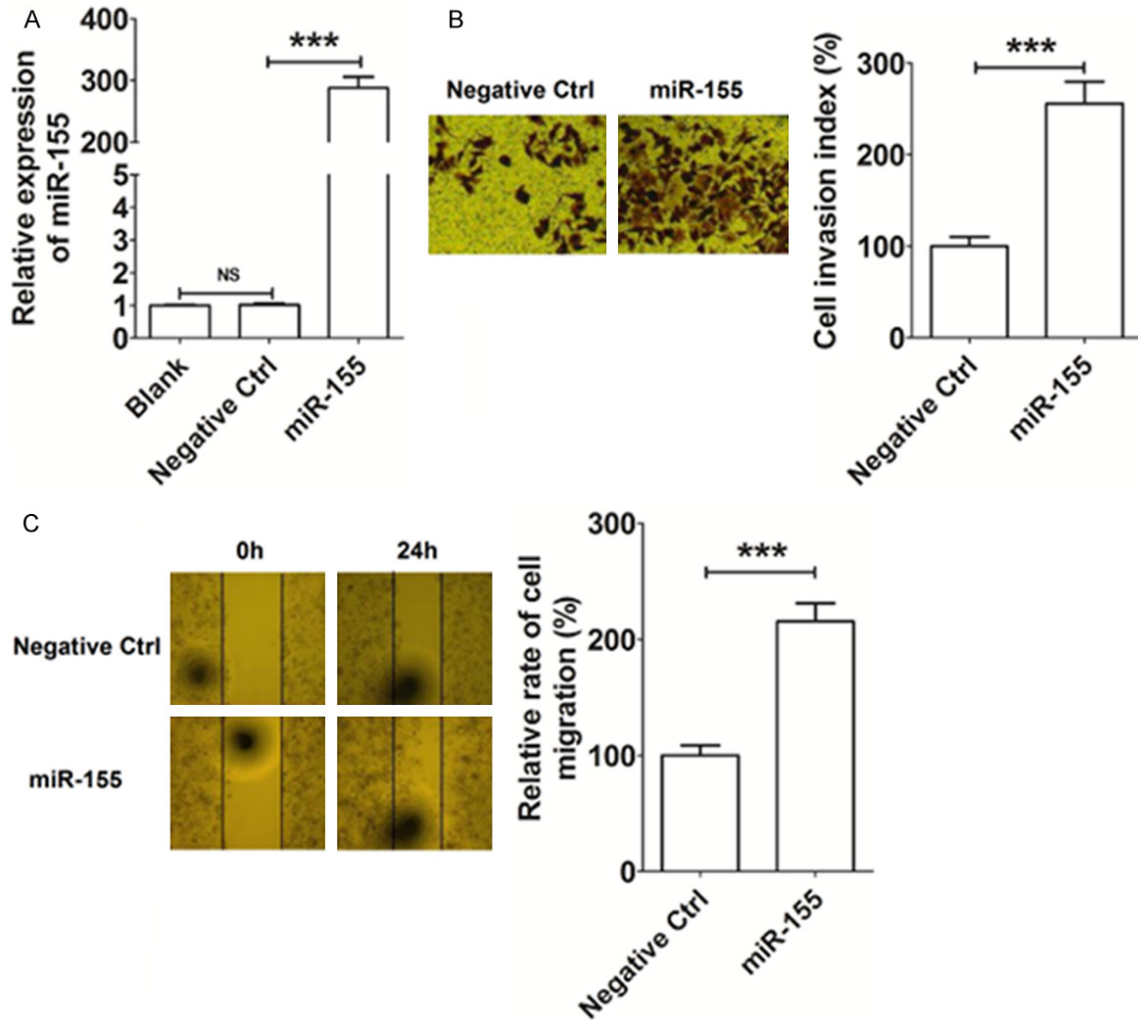 A
Relative expression
of miR-155
400
300
200
5
4
3
2
1
0
***
NS
Blank
Negative Ctrl
miR-155
B
Negative Ctrl
miR-155
Cell invasion index (%)
300
200
100
0
***
Negative Ctrl
miR-155
C
0h
24h
Negative Ctrl
miR-155
Relative rate of cell
migration (%)
300
200
100
0
***
Negative Ctrl
miR-155